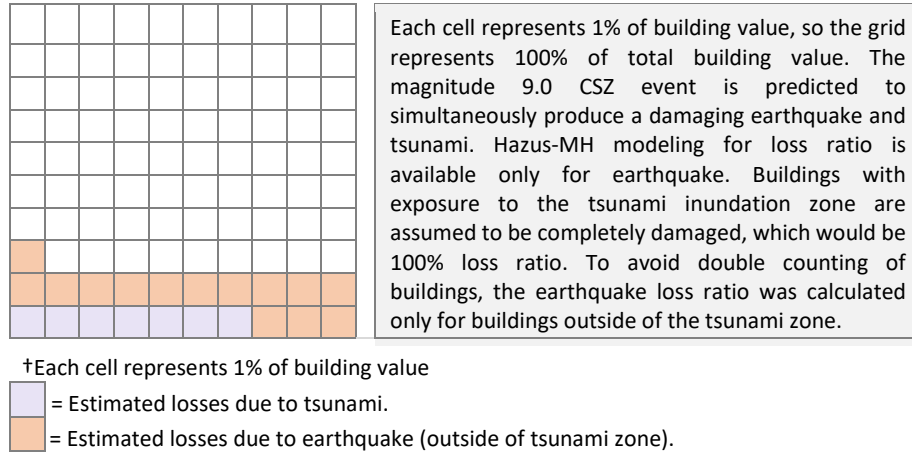 Each cell represents 1% of building value, so the grid
represents 100% of total building value. The
magnitude 9.0 CSZ event is predicted to
simultaneously produce a damaging earthquake and
tsunami. Hazus-MH modeling for loss ratio is
available only for earthquake. Buildings with
exposure to the tsunami inundation zone are
assumed to be completely damaged, which would be
100% loss ratio. To avoid double counting of
buildings, the earthquake loss ratio was calculated
only for buildings outside of the tsunami zone.
†Each cell represents 1% of building value
= Estimated losses due to tsunami.
= Estimated losses due to earthquake (outside of tsunami zone).